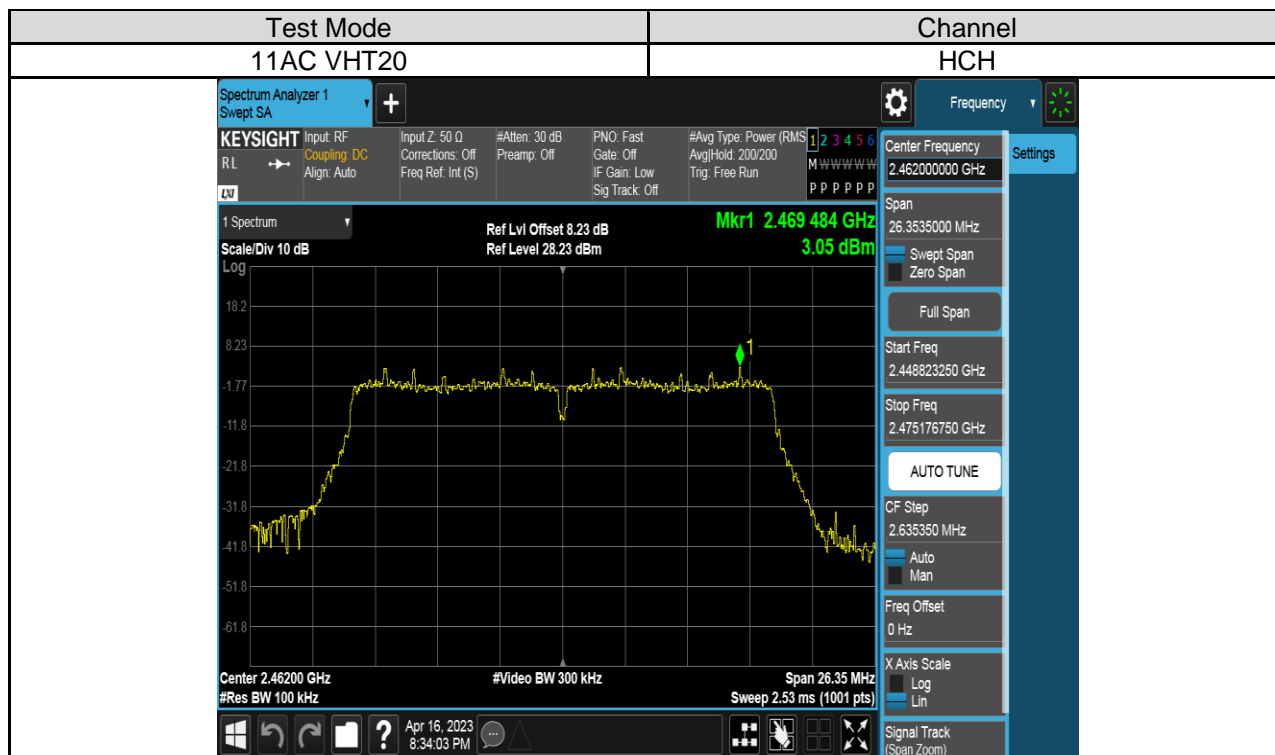 Test Mode
Channel
11AC VHT20
HCH
Spectrum Analyzer 1
Swept SA
+
Frequency
KEYSIGHT
Input: RF
Coupling: DC
Align: Auto
Input Z: 50 Ω
Corrections: Off
Freq Ref: Int (S)
#Atten: 30 dB
Preamp: Off
PNO: Fast
Gate: Off
IF Gain: Low
Sig Track: Off
#Avg Type: Power (RMS
Avg|Hold: 200/200
Trig: Free Run
1 2 3 4 5 6
M W W W W W
P P P P P P
R L
LXI
Center Frequency
2.462000000 GHz
Settings
1 Spectrum
Scale/Div 10 dB
Ref Lvl Offset 8.23 dB
Ref Level 28.23 dBm
Mkr1 2.469 484 GHz
3.05 dBm
Log
18.2
8.23
-1.77
-11.8
-21.8
-31.8
-41.8
-51.8
-61.8
1
Center 2.46200 GHz
#Res BW 100 kHz
#Video BW 300 kHz
Span 26.35 MHz
Sweep 2.53 ms (1001 pts)
Span
26.3535000 MHz
Swept Span
Zero Span
Full Span
Start Freq
2.448823250 GHz
Stop Freq
2.475176750 GHz
AUTO TUNE
CF Step
2.635350 MHz
Auto
Man
Freq Offset
0 Hz
X Axis Scale
Log
Lin
Signal Track
(Span Zoom)
?
Apr 16, 2023
8:34:03 PM